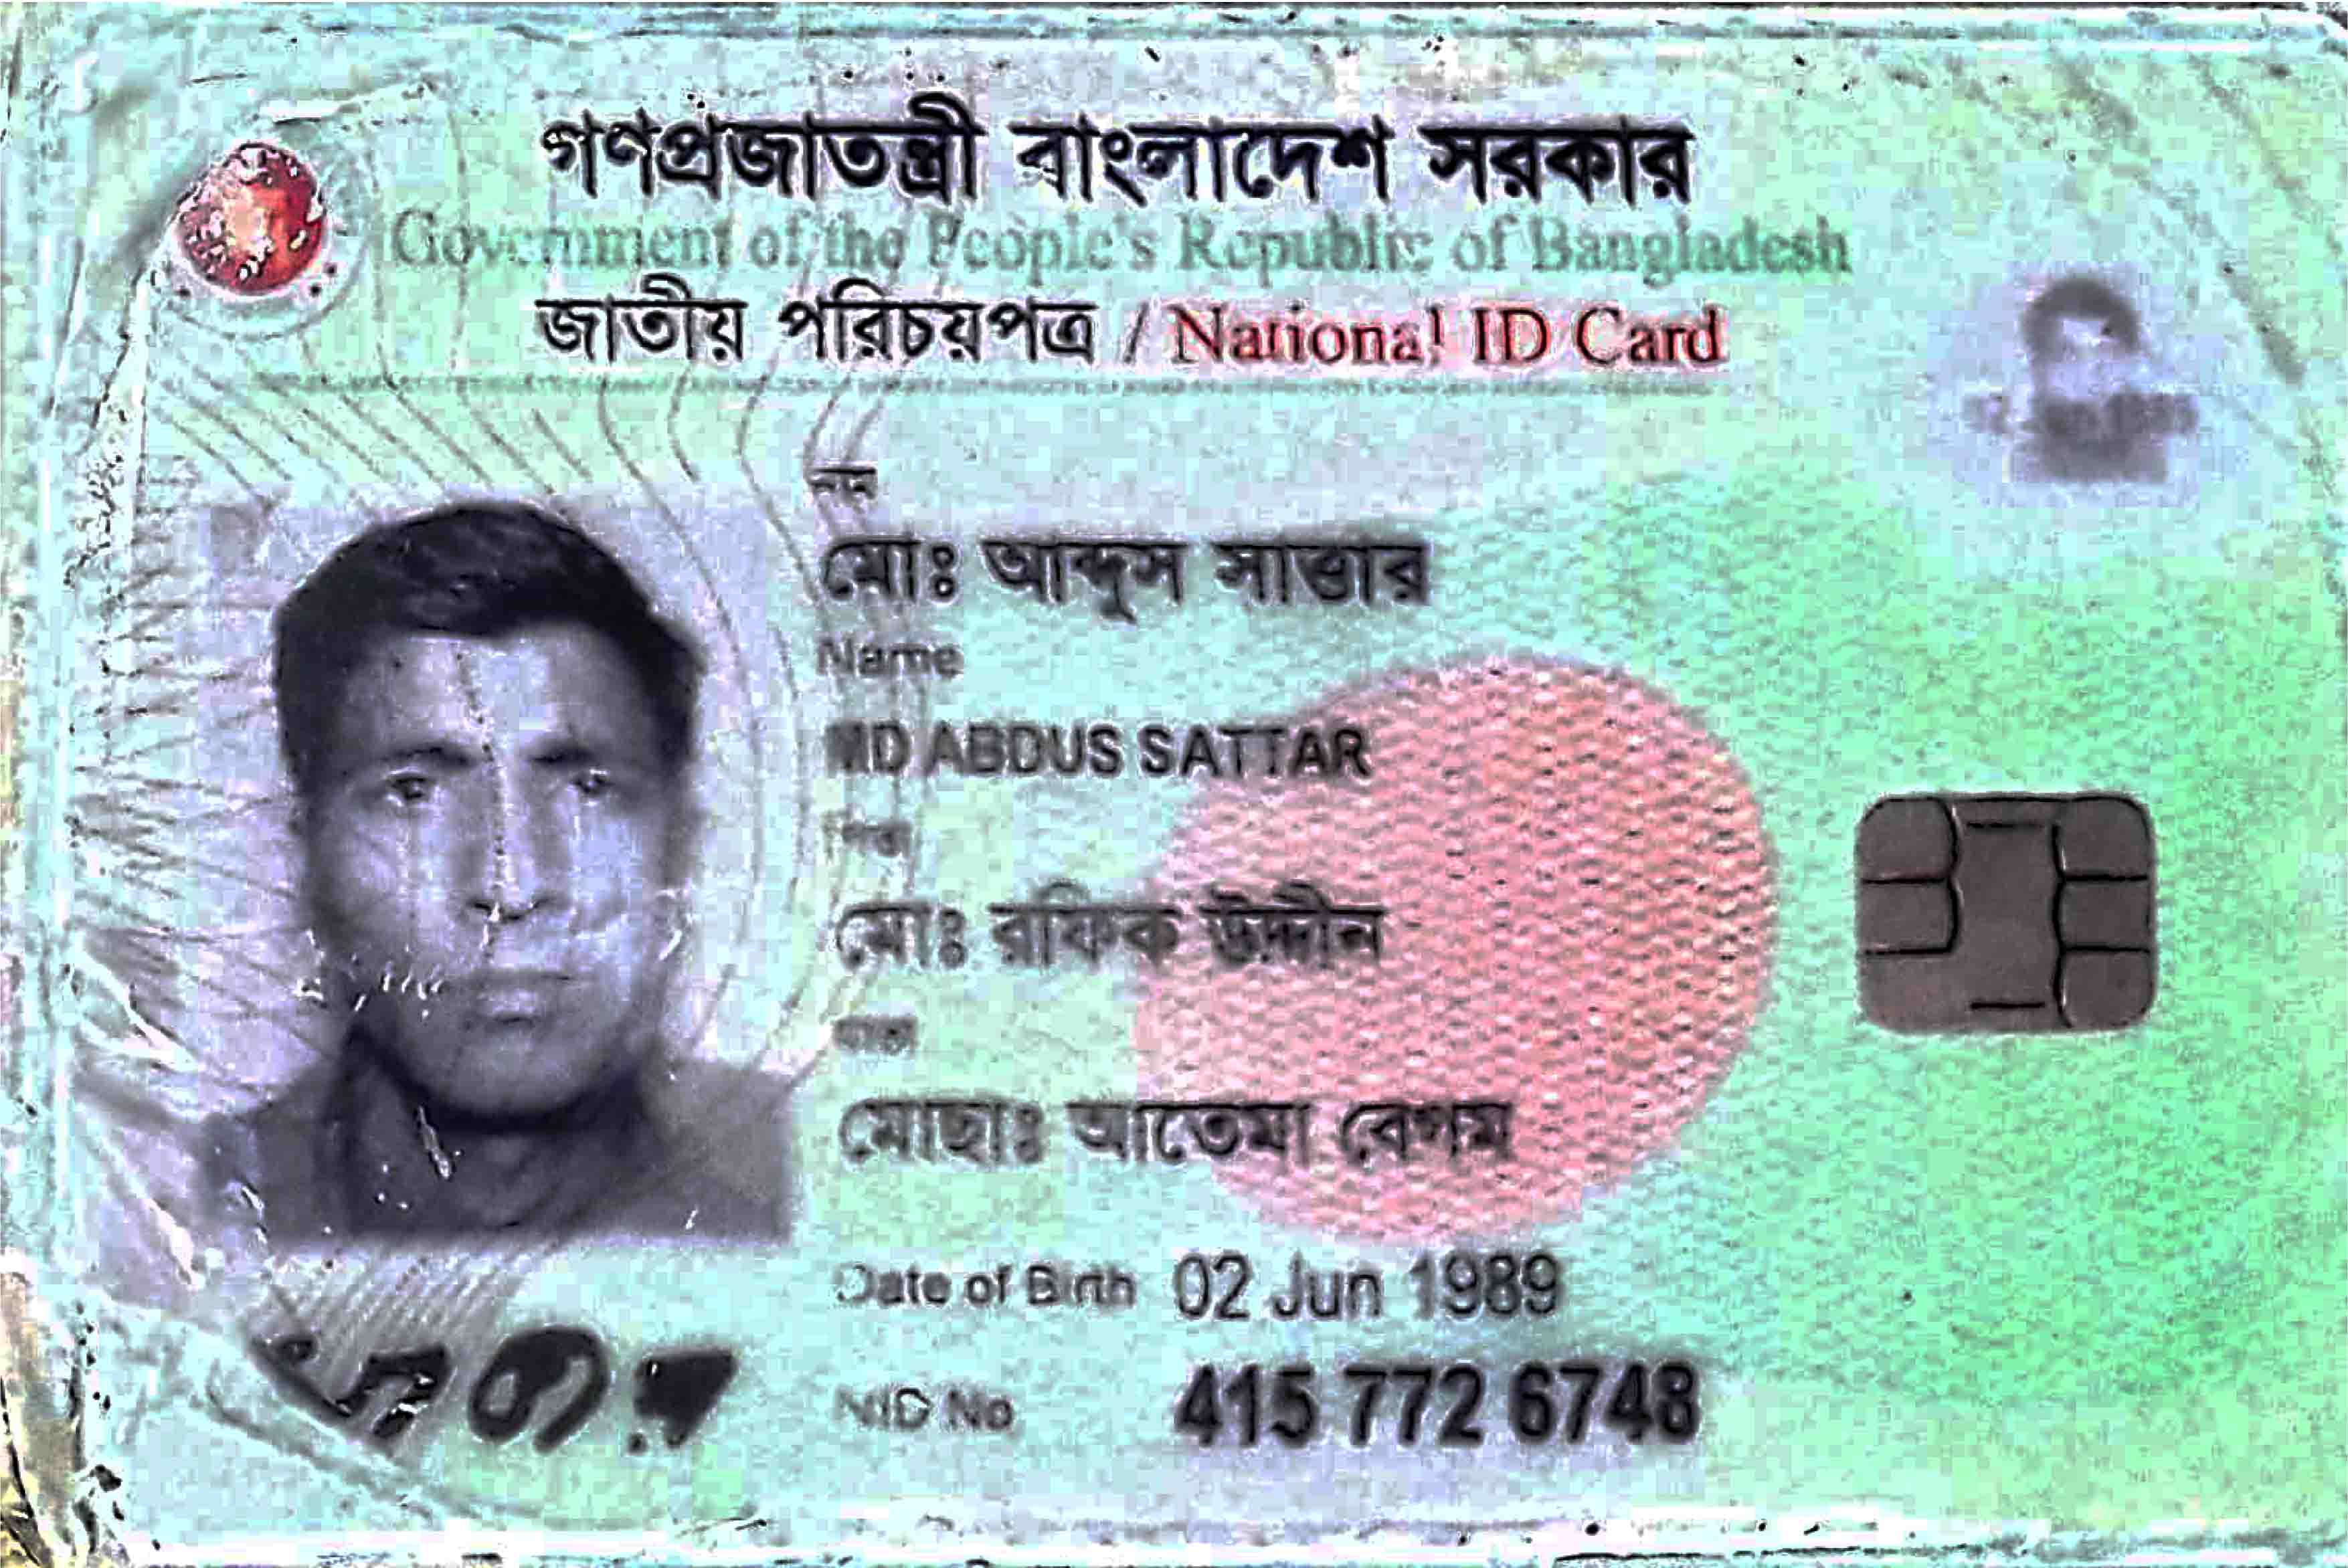 গণপ্রজাতন্ত্রী বাংলাদেশ সরকার
Government of the People's Republic of Bangladesh
জাতীয় পরিচয়পত্র / National ID Card
নাম
মোঃ আব্দুস সাত্তার
Name
MD ABDUS SATTAR
পিতা
মোঃ রফিক উদ্দীন
মাতা
মোছাঃ আতেমা বেগম
Date of Birth 02 Jun 1989
NID No 415 772 6748